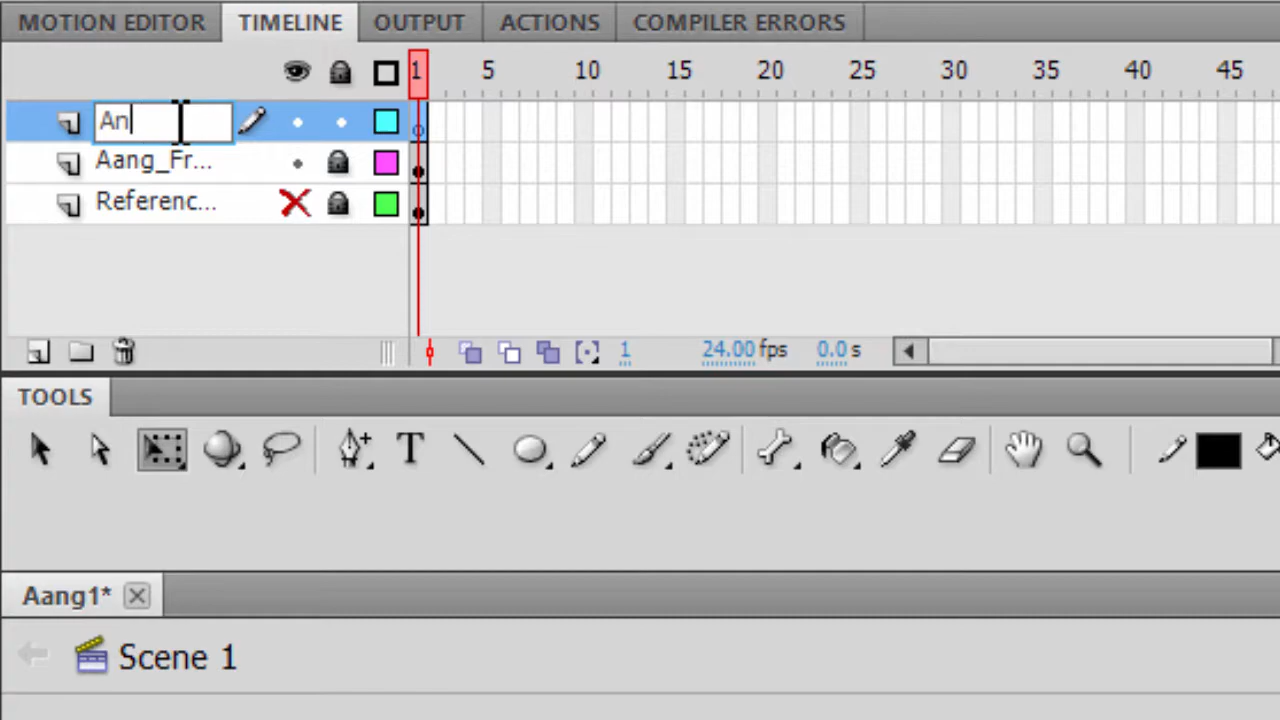 MOTION EDITOR TIMELINE OUTPUT ACTIONS COMPILER ERRORS
1 5 10 15 20 25 30 35 40 45
An
Aang_Fr...
Referenc...
1 24.00 fps 0.0 s
TOOLS
T
Aang1*
Scene 1